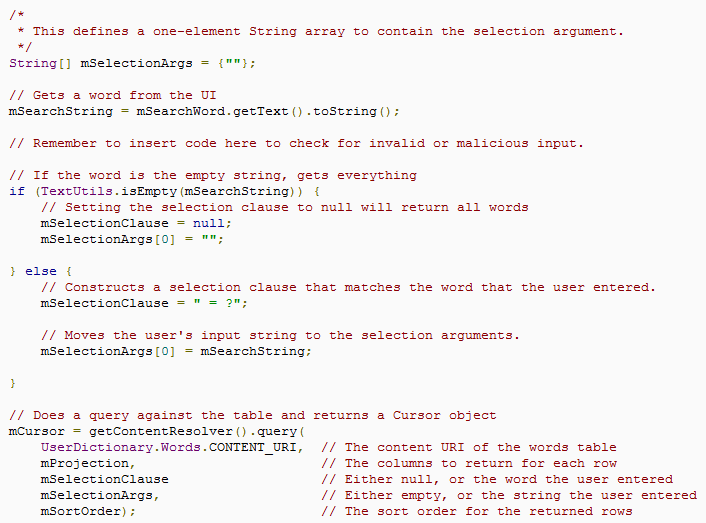 /*
 * This defines a one-element String array to contain the selection argument.
 */
String[] mSelectionArgs = {""};

// Gets a word from the UI
mSearchString = mSearchWord.getText().toString();

// Remember to insert code here to check for invalid or malicious input.

// If the word is the empty string, gets everything
if (TextUtils.isEmpty(mSearchString)) {
    // Setting the selection clause to null will return all words
    mSelectionClause = null;
    mSelectionArgs[0] = "";

} else {
    // Constructs a selection clause that matches the word that the user entered.
    mSelectionClause = " = ?";

    // Moves the user's input string to the selection arguments.
    mSelectionArgs[0] = mSearchString;

}

// Does a query against the table and returns a Cursor object
mCursor = getContentResolver().query(
    UserDictionary.Words.CONTENT_URI,  // The content URI of the words table
    mProjection,                       // The columns to return for each row
    mSelectionClause                   // Either null, or the word the user entered
    mSelectionArgs,                    // Either empty, or the string the user entered
    mSortOrder);                       // The sort order for the returned rows